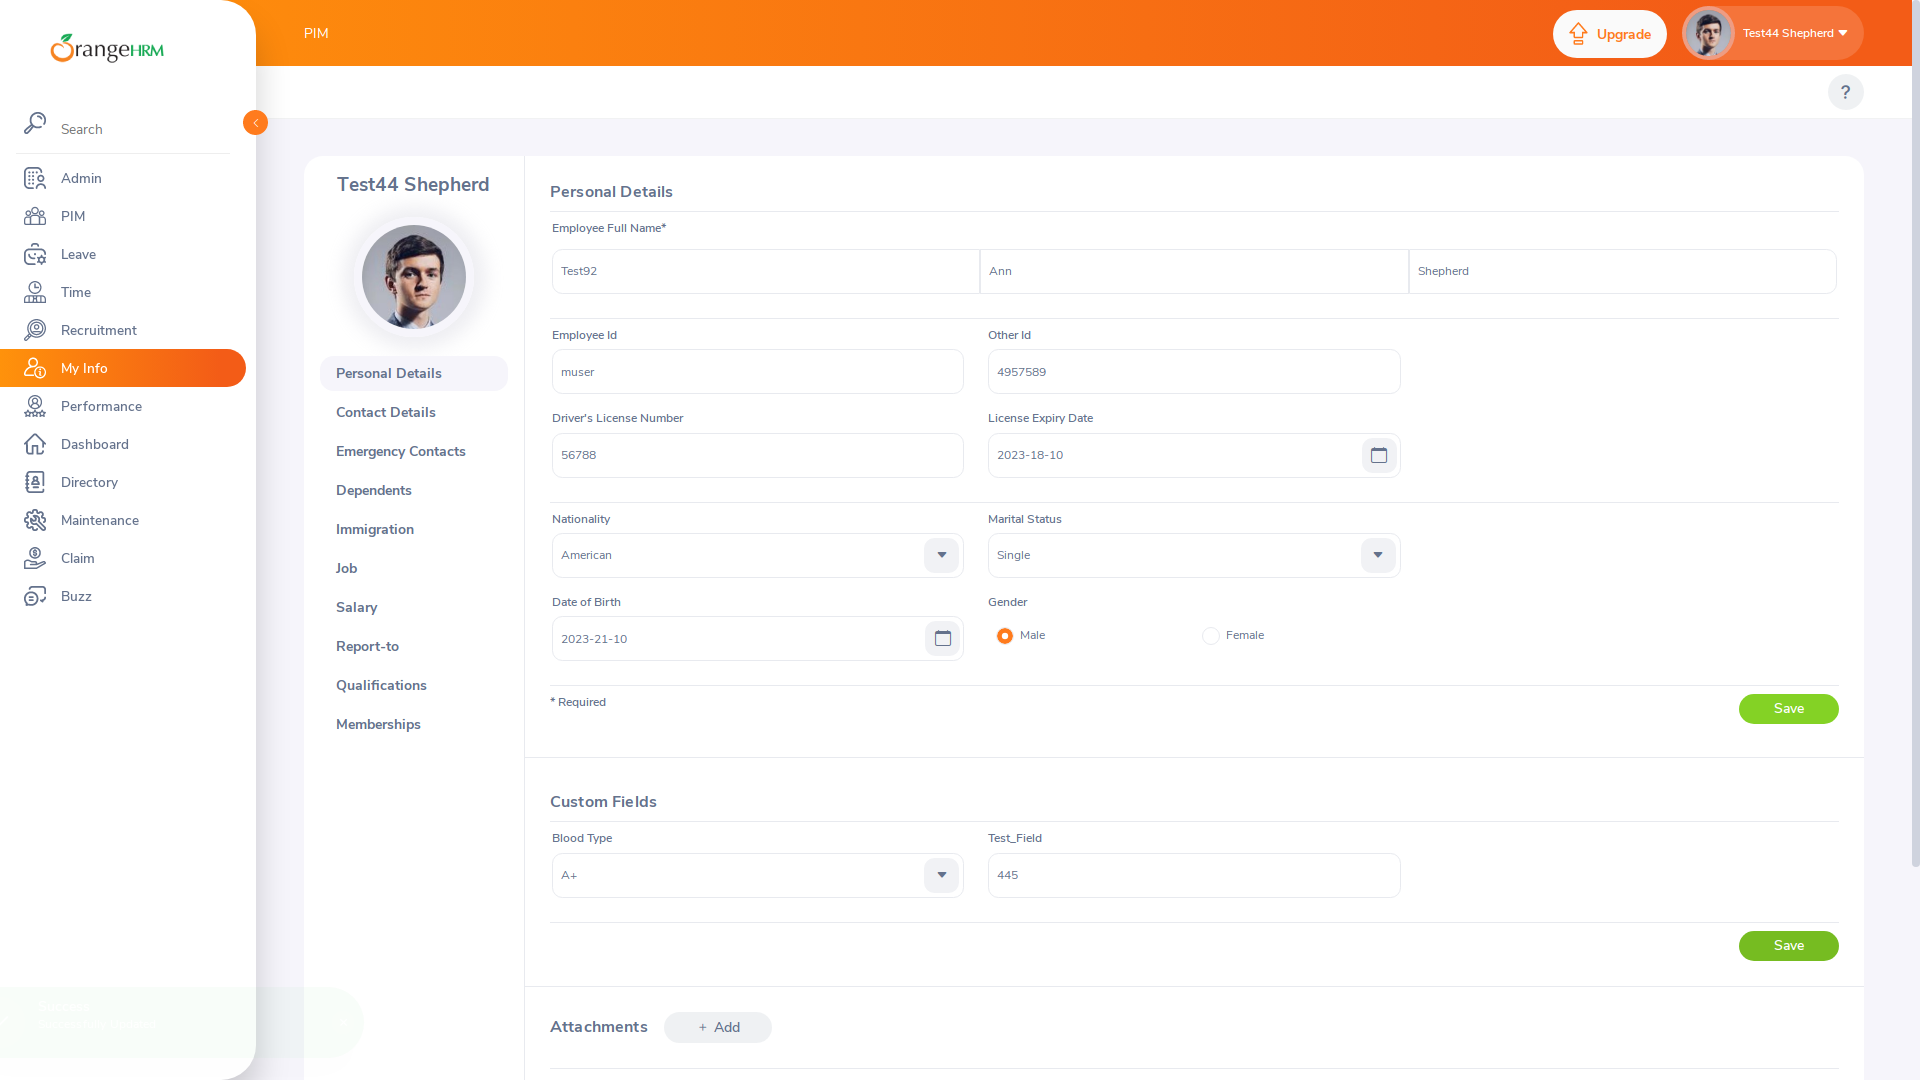 OrangeHRM
PIM
Upgrade
Test44 Shepherd
?
Search
Admin
PIM
Leave
Time
Recruitment
My Info
Performance
Dashboard
Directory
Maintenance
Claim
Buzz
Test44 Shepherd
Personal Details
Contact Details
Emergency Contacts
Dependents
Immigration
Job
Salary
Report-to
Qualifications
Memberships
Personal Details
Employee Full Name*
Test92 Ann Shepherd
Employee Id Other Id
muser 4957589
Driver's License Number License Expiry Date
56788 2023-18-10
Nationality Marital Status
American Single
Date of Birth Gender
2023-21-10 Male Female
* Required Save
Custom Fields
Blood Type Test_Field
A+ 445
Save
Attachments + Add